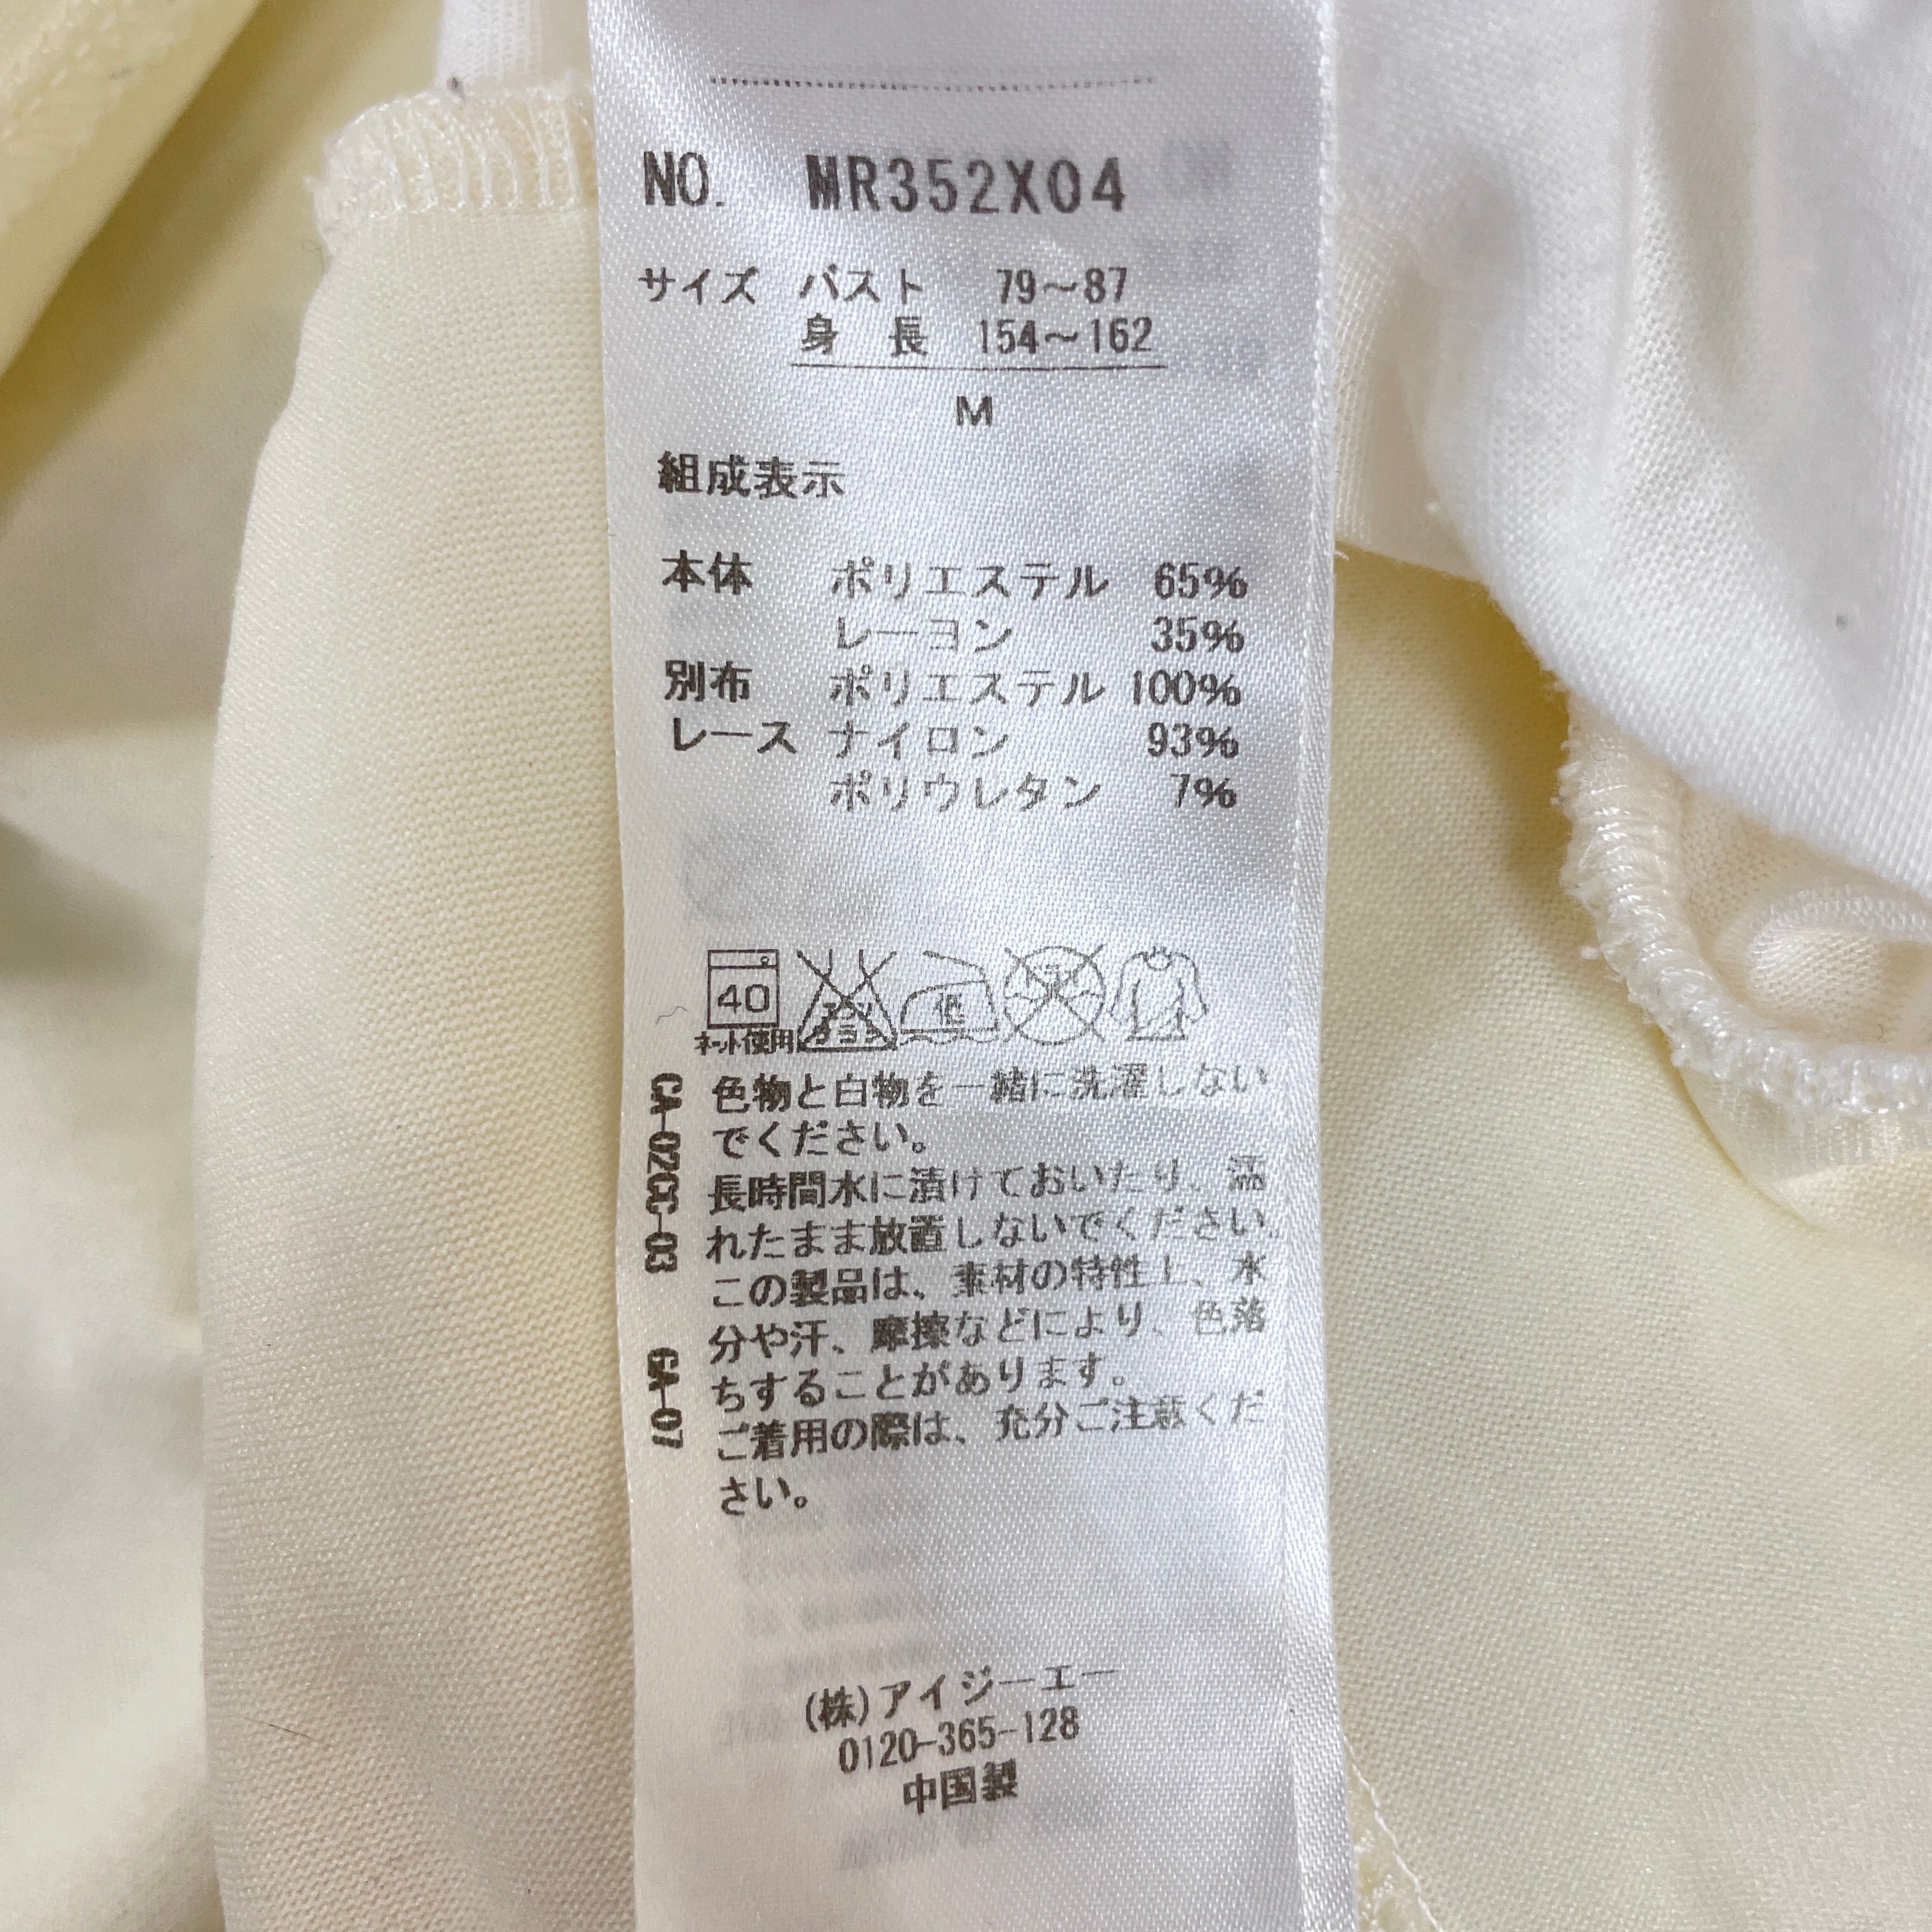 NO. MR352X04
サイズ バスト 79〜87
身 長 154〜162
M
組成表示
本体 ポリエステル 65%
レーヨン 35%
別布 ポリエステル 100%
レース ナイロン 93%
ポリウレタン 7%
40
ネット使用
エンソ
サラシ
低
CA-02CC-03 GA-07
色物と白物を一緒に洗濯しない
でください。
長時間水に漬けておいたり、濡
れたまま放置しないでください。
この製品は、素材の特性上、水
分や汗、摩擦などにより、色落
ちすることがあります。
ご着用の際は、充分ご注意くだ
さい。
(株)アイジーエー
0120-365-128
中国製